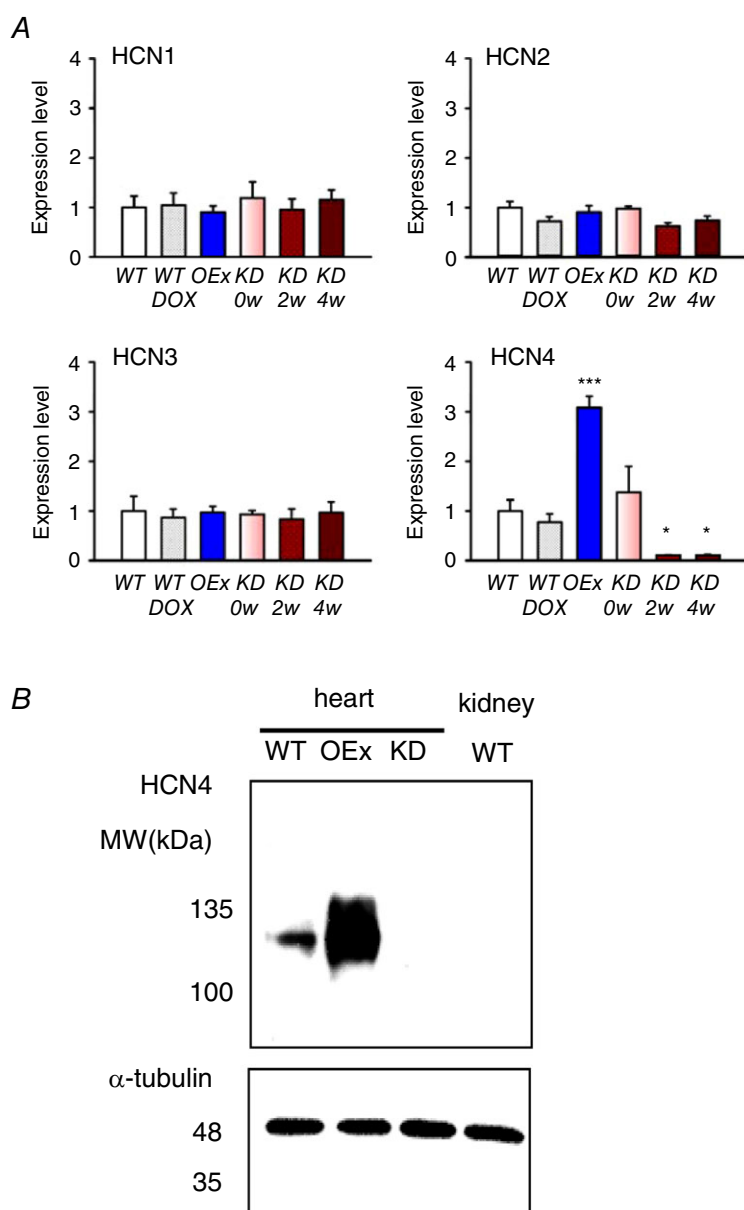 A
HCN1
Expression level
4
3
2
1
0
WT WT OEx KD KD KD
DOX 0w 2w 4w
HCN2
Expression level
4
3
2
1
0
WT WT OEx KD KD KD
DOX 0w 2w 4w
HCN3
Expression level
4
3
2
1
0
WT WT OEx KD KD KD
DOX 0w 2w 4w
HCN4
Expression level
4
3
2
1
0
***
* *
WT WT OEx KD KD KD
DOX 0w 2w 4w
B
heart kidney
WT OEx KD WT
HCN4
MW(kDa)
135
100
α-tubulin
48
35